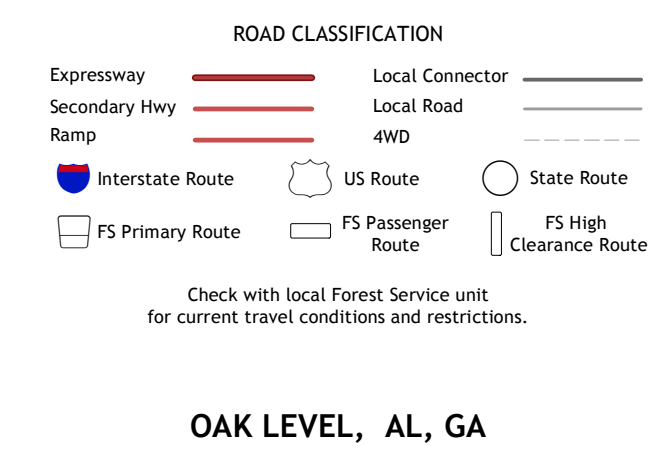 ROAD CLASSIFICATION
Expressway
Local Connector
Secondary Hwy
Local Road
Ramp
4WD
Interstate Route
US Route
State Route
FS Primary Route
FS Passenger
Route
FS High
Clearance Route
Check with local Forest Service unit
for current travel conditions and restrictions.
OAK LEVEL, AL, GA